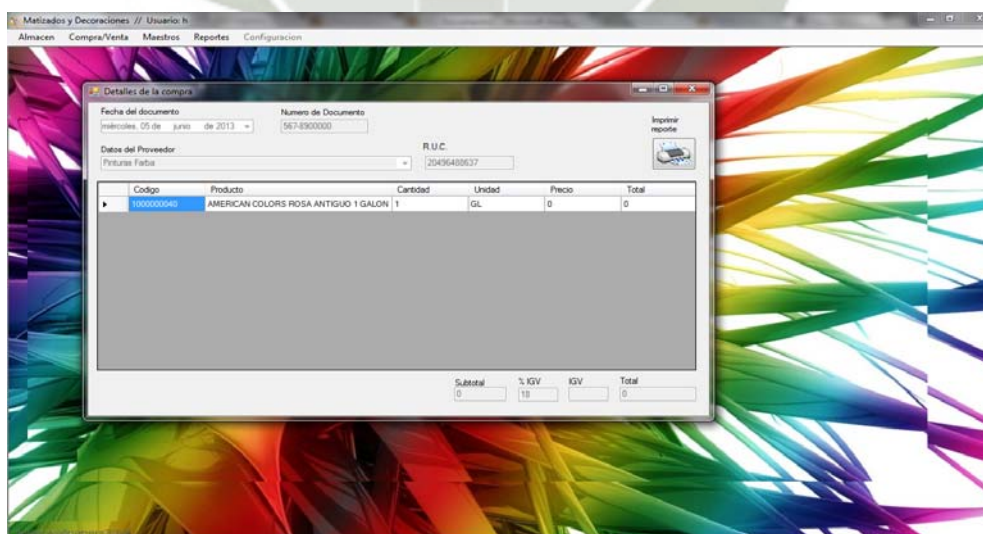 Matizados y Decoraciones // Usuario: h
Almacen Compra/Venta Maestros Reportes Configuracion
Detalles de la compra
Fecha del documento Numero de Documento
miércoles, 05 de junio de 2013 567-8900000
Imprimir
reporte
Datos del Proveedor R.U.C.
Pinturas Farba 20496488637
Codigo Producto Cantidad Unidad Precio Total
1000000040 AMERICAN COLORS ROSA ANTIGUO 1 GALON 1 GL 0 0
Subtotal % IGV IGV Total
0 18 0